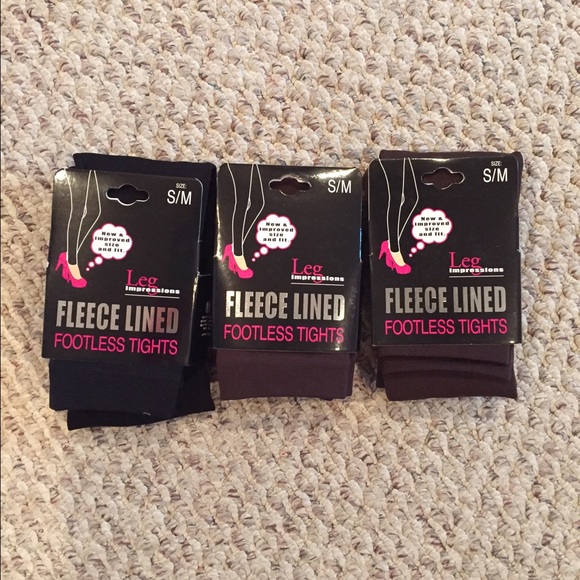 SIZE:
S/M
New &
improved
size
and fit.
Leg
Impressions
FLEECE LINED
FOOTLESS TIGHTS
SIZE:
S/M
New &
improved
size
and fit.
Leg
Impressions
FLEECE LINED
FOOTLESS TIGHTS
SIZE:
S/M
New &
improved
size
and fit.
Leg
Impressions
FLEECE LINED
FOOTLESS TIGHTS